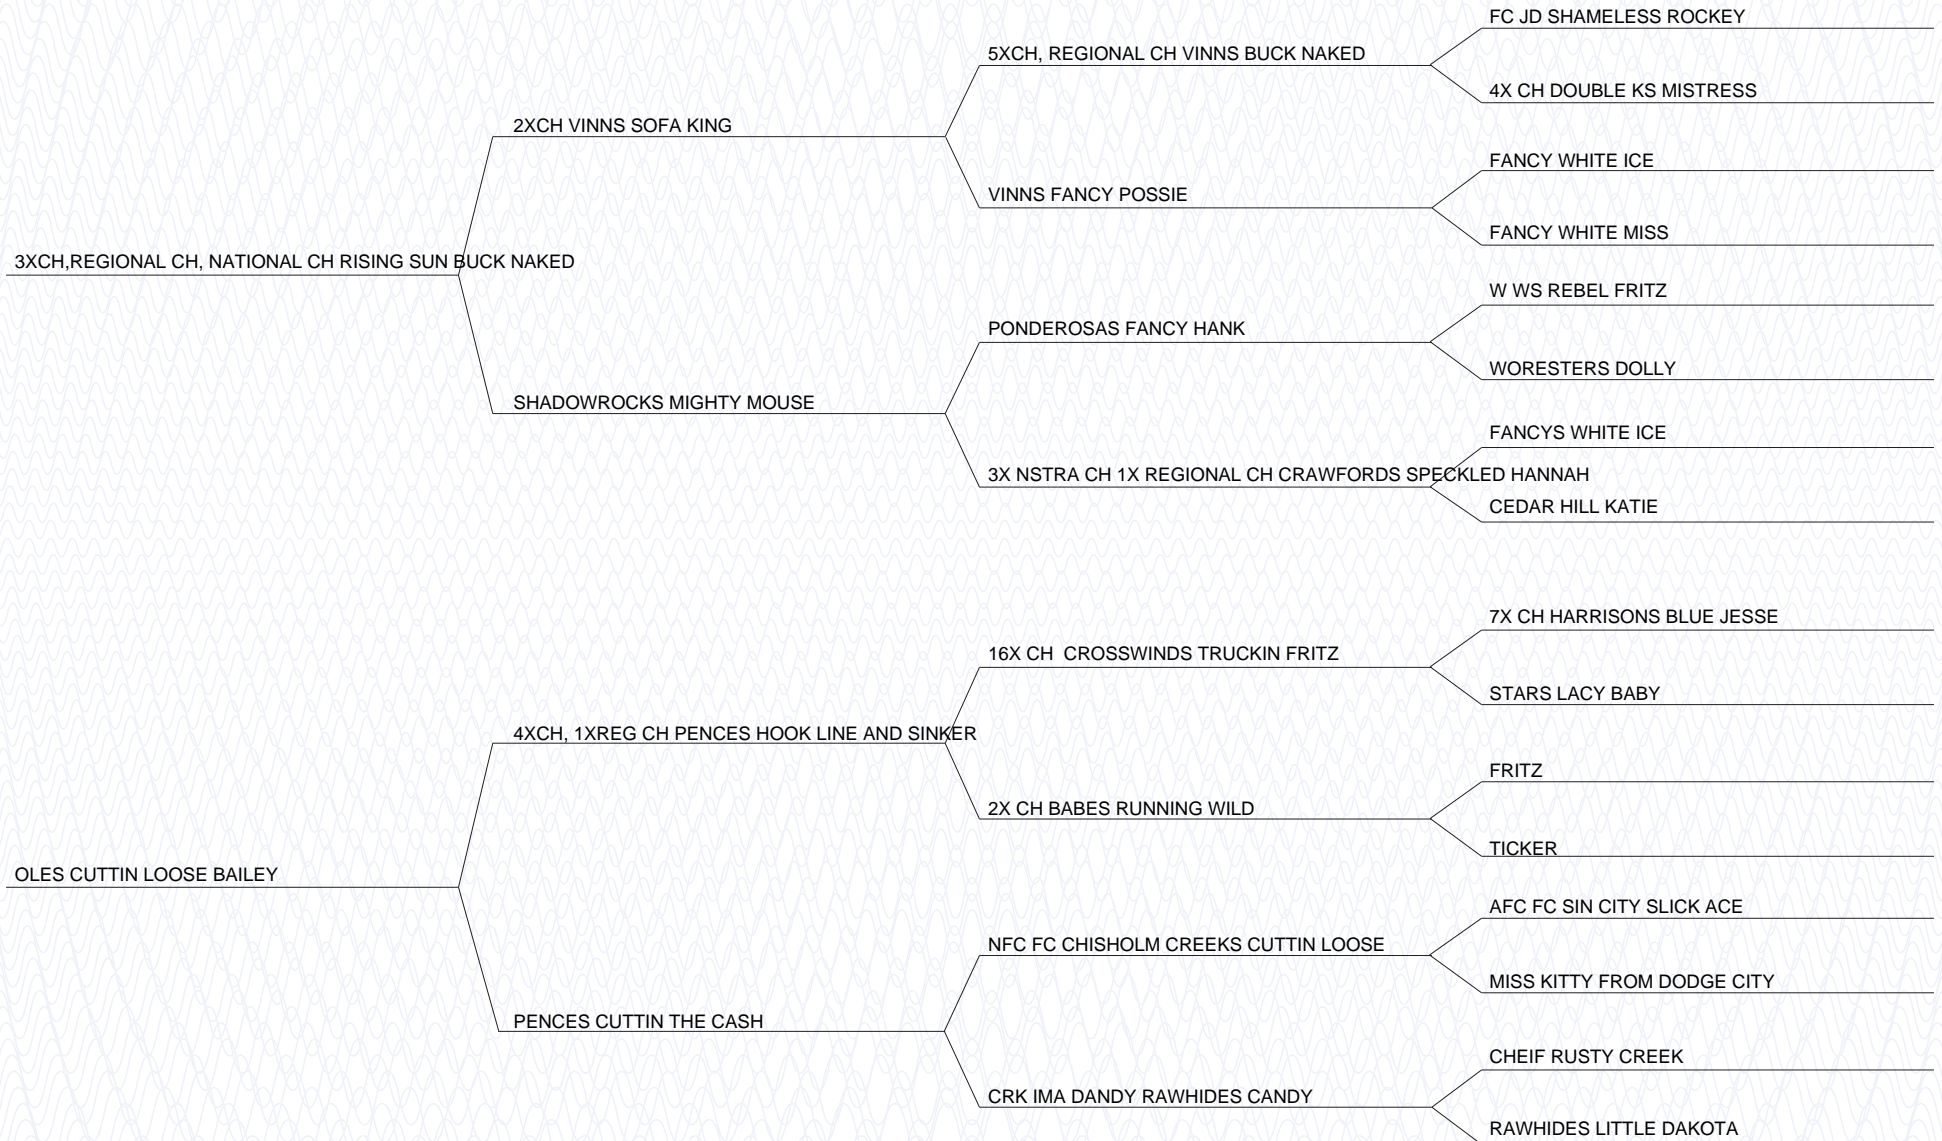 FC JD SHAMELESS ROCKEY
5XCH, REGIONAL CH VINNS BUCK NAKED
4X CH DOUBLE KS MISTRESS
2XCH VINNS SOFA KING
FANCY WHITE ICE
VINNS FANCY POSSIE
FANCY WHITE MISS
3XCH,REGIONAL CH, NATIONAL CH RISING SUN BUCK NAKED
W WS REBEL FRITZ
PONDEROSAS FANCY HANK
WORESTERS DOLLY
SHADOWROCKS MIGHTY MOUSE
FANCYS WHITE ICE
3X NSTRA CH 1X REGIONAL CH CRAWFORDS SPECKLED HANNAH
CEDAR HILL KATIE
7X CH HARRISONS BLUE JESSE
16X CH  CROSSWINDS TRUCKIN FRITZ
STARS LACY BABY
4XCH, 1XREG CH PENCES HOOK LINE AND SINKER
FRITZ
2X CH BABES RUNNING WILD
TICKER
OLES CUTTIN LOOSE BAILEY
AFC FC SIN CITY SLICK ACE
NFC FC CHISHOLM CREEKS CUTTIN LOOSE
MISS KITTY FROM DODGE CITY
PENCES CUTTIN THE CASH
CHEIF RUSTY CREEK
CRK IMA DANDY RAWHIDES CANDY
RAWHIDES LITTLE DAKOTA